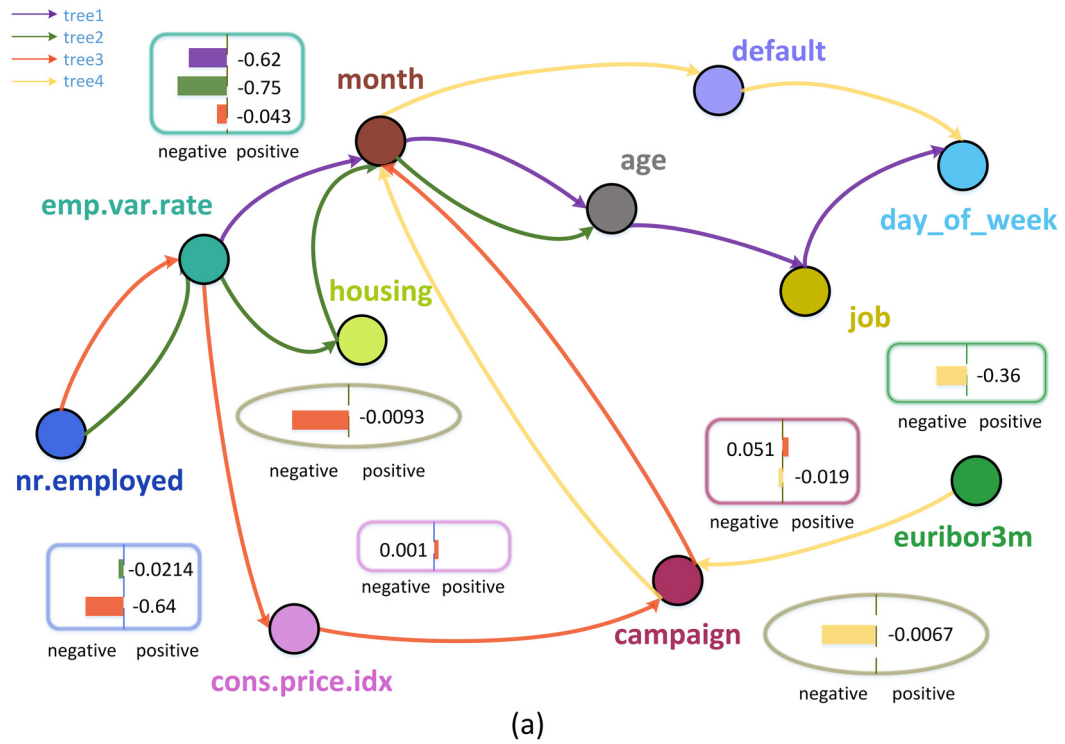 tree1
tree2
tree3
tree4
-0.62
-0.75
-0.043
negative positive
month
default
age
emp.var.rate
day_of_week
housing
job
-0.36
negative positive
-0.0093
negative positive
nr.employed
0.051
-0.019
negative positive
euribor3m
0.001
negative positive
-0.0214
-0.64
negative positive
campaign
-0.0067
negative positive
cons.price.idx
(a)